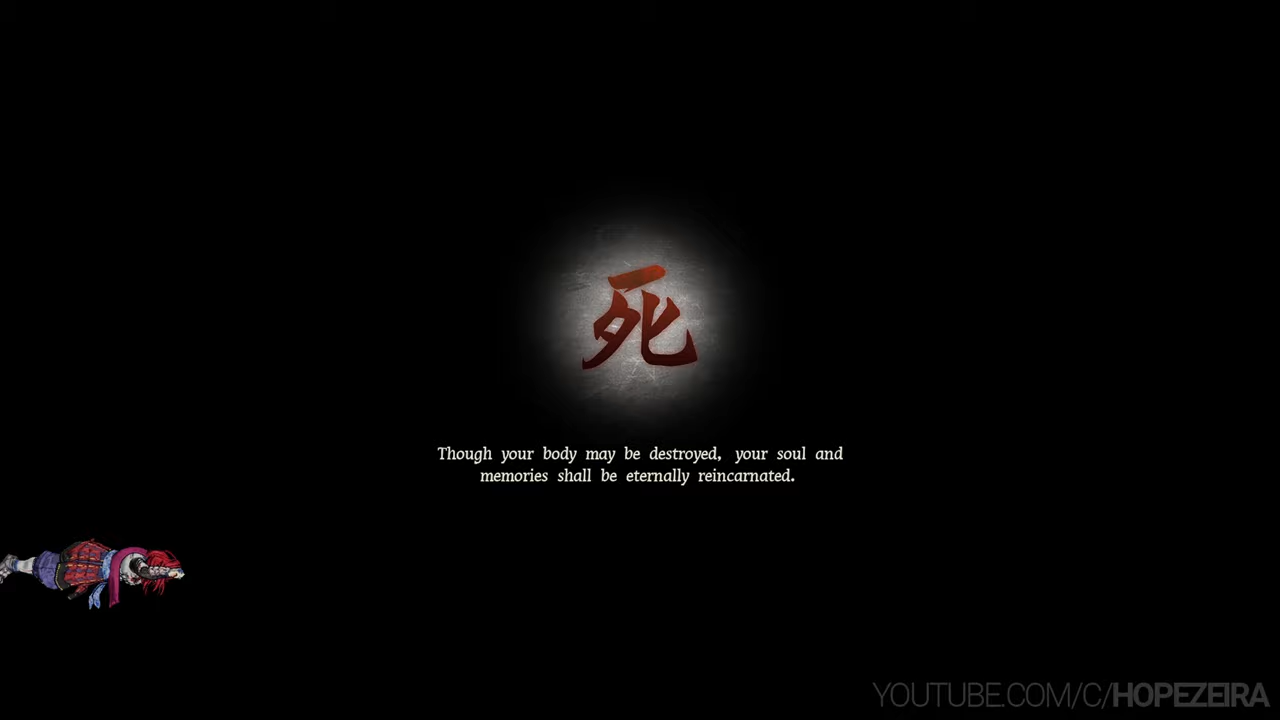 死
Though your body may be destroyed, your soul and
memories shall be eternally reincarnated.
YOUTUBE.COM/C/HOPEZEIRA